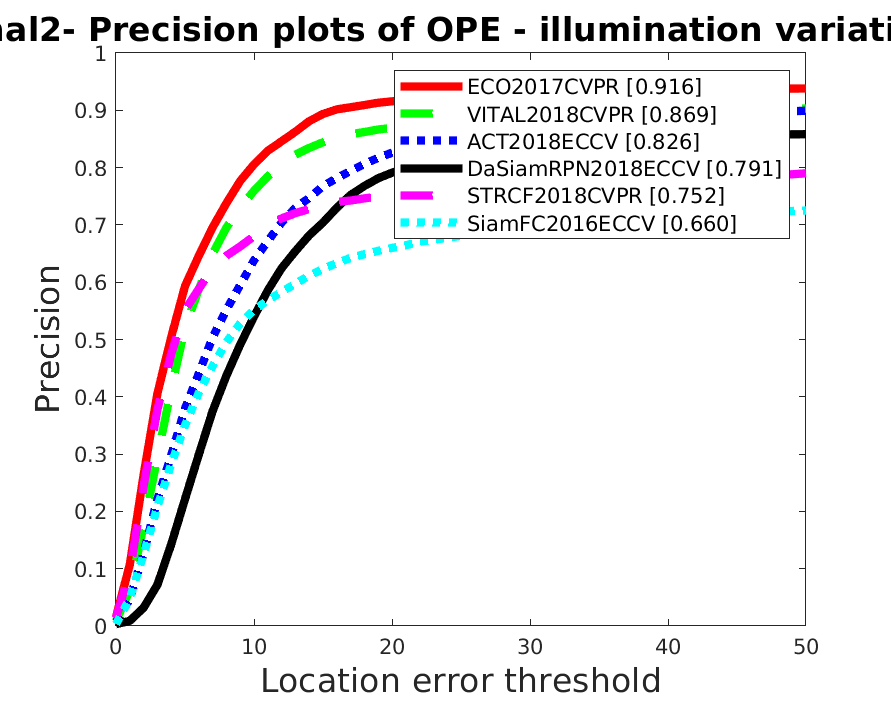 nal2- Precision plots of OPE - illumination variati
1
0.9
0.8
0.7
0.6
0.5
0.4
0.3
0.2
0.1
0
Precision
ECO2017CVPR [0.916]
VITAL2018CVPR [0.869]
ACT2018ECCV [0.826]
DaSiamRPN2018ECCV [0.791]
STRCF2018CVPR [0.752]
SiamFC2016ECCV [0.660]
0 10 20 30 40 50
Location error threshold